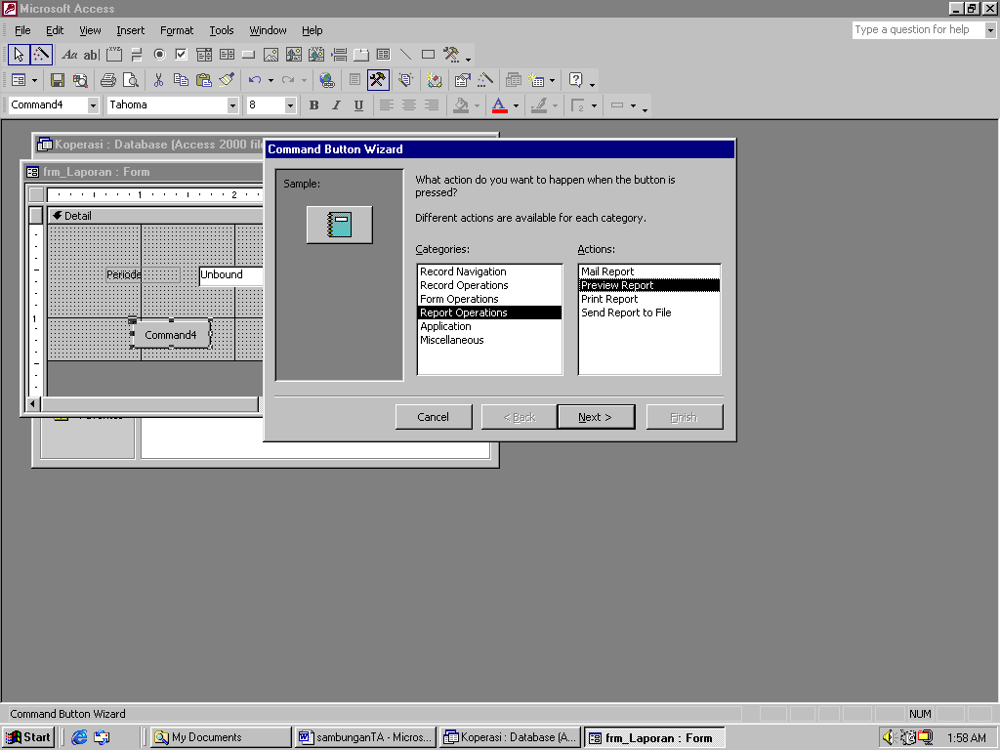 Microsoft Access
File Edit View Insert Format Tools Window Help
Type a question for help
Aa ab|
Command4 Tahoma 8 B I U A
Koperasi : Database (Access 2000 fil
frm_Laporan : Form
1 2
Detail
Periode Unbound
1
Command4
Command Button Wizard
Sample:
What action do you want to happen when the button is
pressed?
Different actions are available for each category.
Categories: Actions:
Record Navigation Mail Report
Record Operations Preview Report
Form Operations Print Report
Report Operations Send Report to File
Application
Miscellaneous
Cancel < Back Next > Finish
Command Button Wizard NUM
Start My Documents sambunganTA - Micros... Koperasi : Database (A... frm_Laporan : Form 1:58 AM